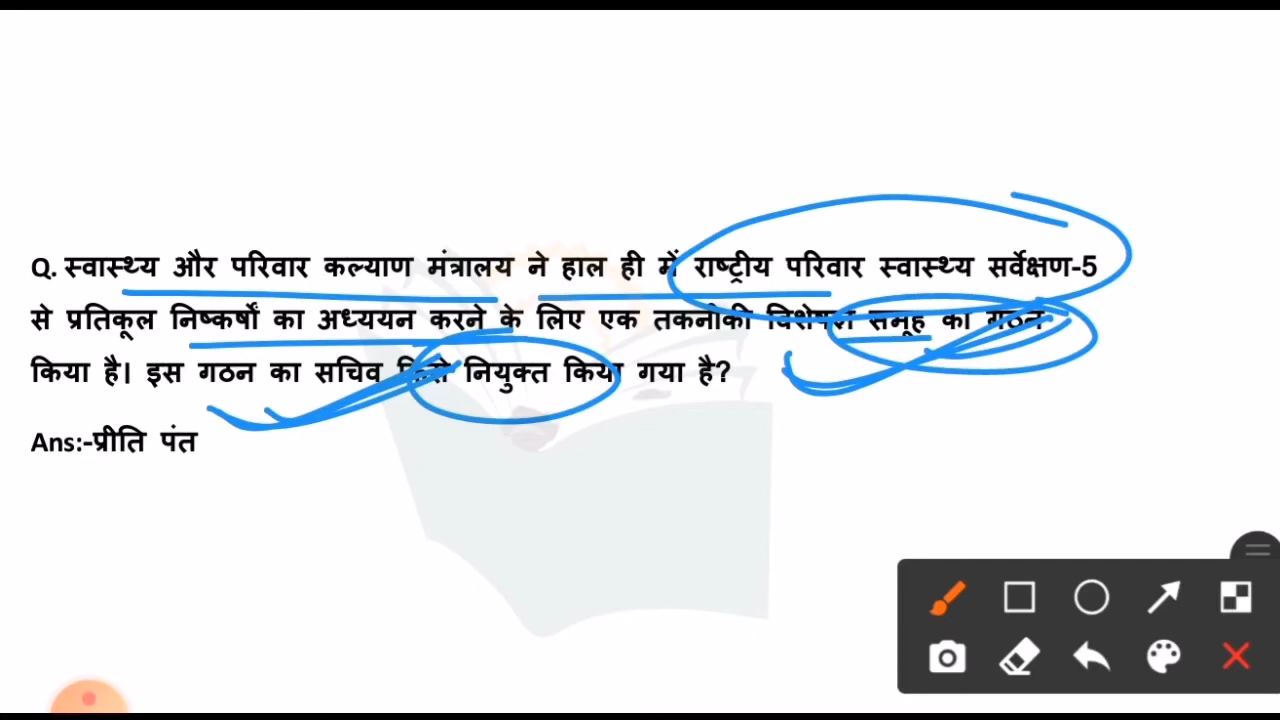 Q. स्वास्थ्य और परिवार कल्याण मंत्रालय ने हाल ही में राष्ट्रीय परिवार स्वास्थ्य सर्वेक्षण-5
से प्रतिकूल निष्कर्षों का अध्ययन करने के लिए एक तकनीकी विशेषज्ञ समूह का गठन
किया है। इस गठन का सचिव किसे नियुक्त किया गया है?
Ans:-प्रीति पंत